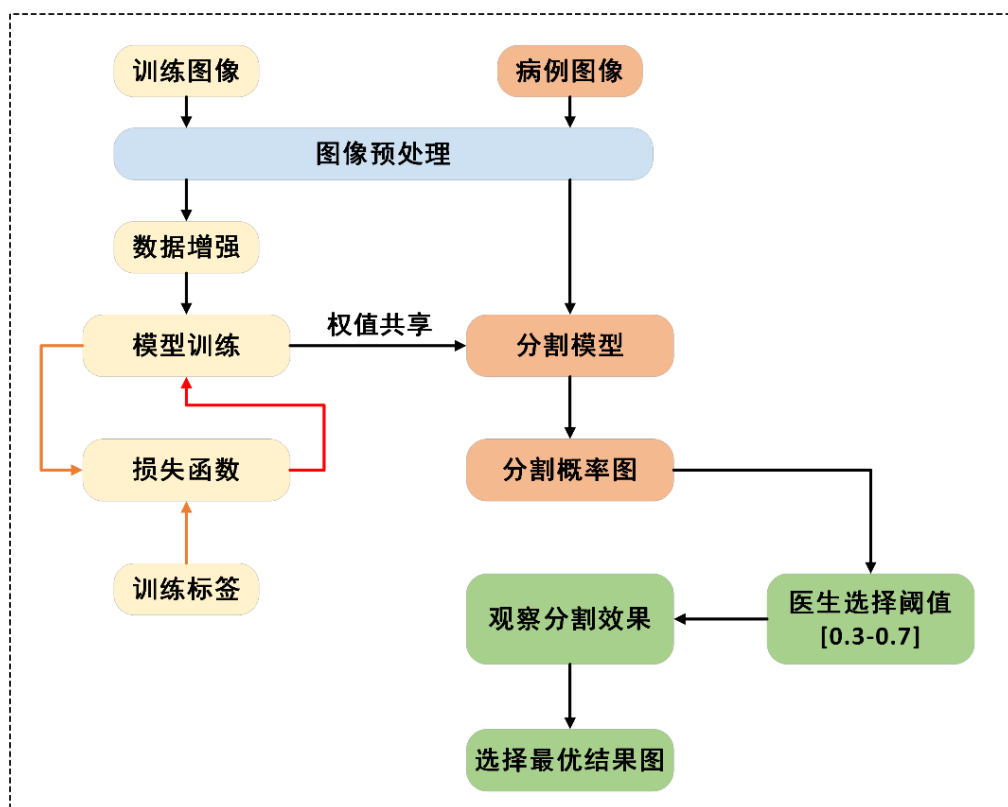 训练图像
病例图像
图像预处理
数据增强
模型训练
权值共享
分割模型
损失函数
分割概率图
训练标签
观察分割效果
医生选择阈值
[0.3-0.7]
选择最优结果图